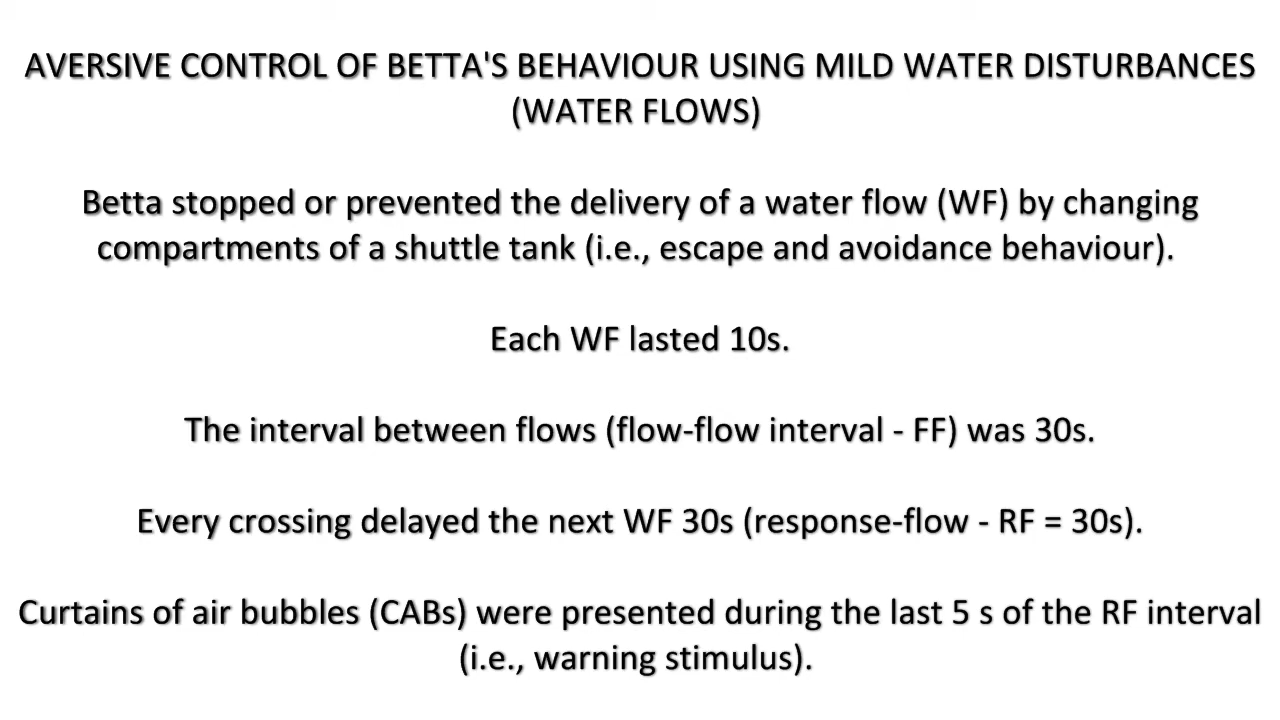 AVERSIVE CONTROL OF BETTA'S BEHAVIOUR USING MILD WATER DISTURBANCES
(WATER FLOWS)
Betta stopped or prevented the delivery of a water flow (WF) by changing
compartments of a shuttle tank (i.e., escape and avoidance behaviour).
Each WF lasted 10s.
The interval between flows (flow-flow interval - FF) was 30s.
Every crossing delayed the next WF 30s (response-flow - RF = 30s).
Curtains of air bubbles (CABs) were presented during the last 5 s of the RF interval
(i.e., warning stimulus).